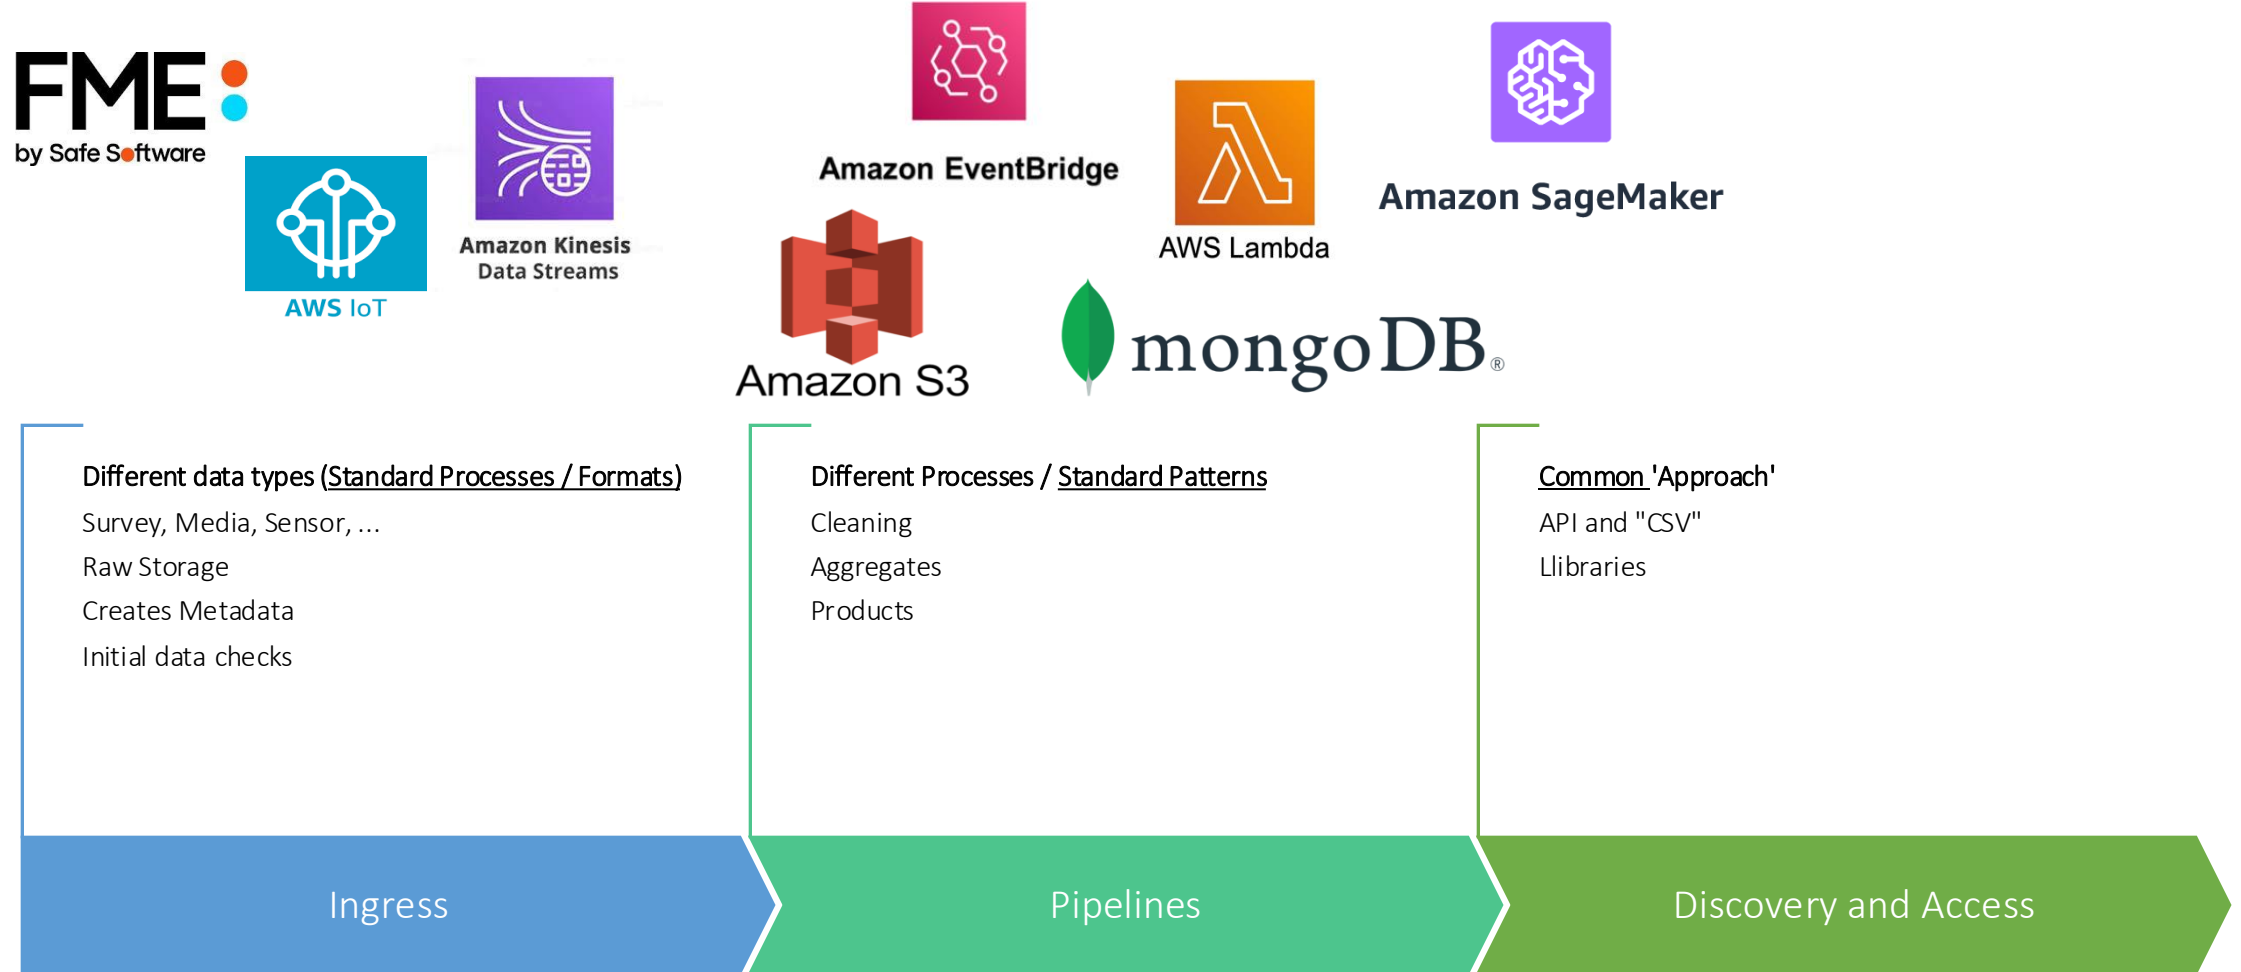 FME
by Safe Software
AWS IoT
Amazon Kinesis
Data Streams
Amazon EventBridge
Amazon S3
AWS Lambda
mongoDB®
Amazon SageMaker
Different data types (Standard Processes / Formats)
Survey, Media, Sensor, ...
Raw Storage
Creates Metadata
Initial data checks
Different Processes / Standard Patterns
Cleaning
Aggregates
Products
Common 'Approach'
API and "CSV"
Llibraries
Ingress
Pipelines
Discovery and Access